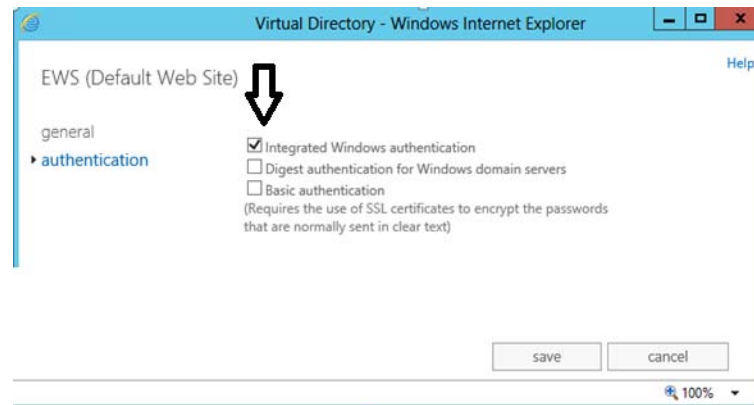 Virtual Directory - Windows Internet Explorer
Help
EWS (Default Web Site)
general
authentication
Integrated Windows authentication
Digest authentication for Windows domain servers
Basic authentication
(Requires the use of SSL certificates to encrypt the passwords
that are normally sent in clear text)
save
cancel
100%